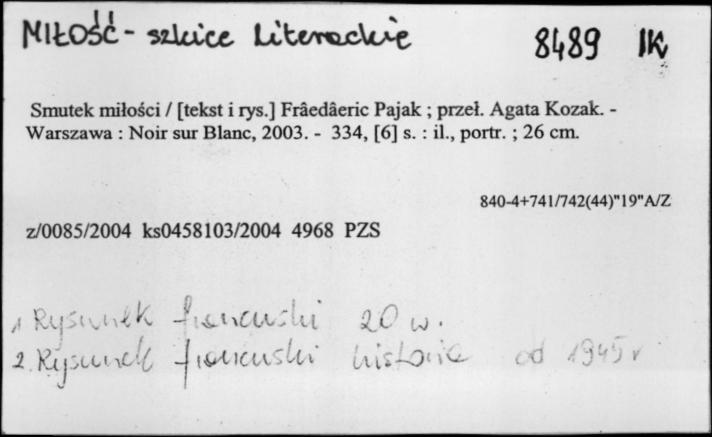 MIŁOŚĆ - szkice literackie 8489 IK
Smutek miłości / [tekst i rys.] Frâedâeric Pajak ; przeł. Agata Kozak. -
Warszawa : Noir sur Blanc, 2003. - 334, [6] s. : il., portr. ; 26 cm.
840-4+741/742(44)"19"A/Z
z/0085/2004 ks0458103/2004 4968 PZS
1 Rysunek francuski 20 w.
2. Rysunek francuski historia od 1945 r